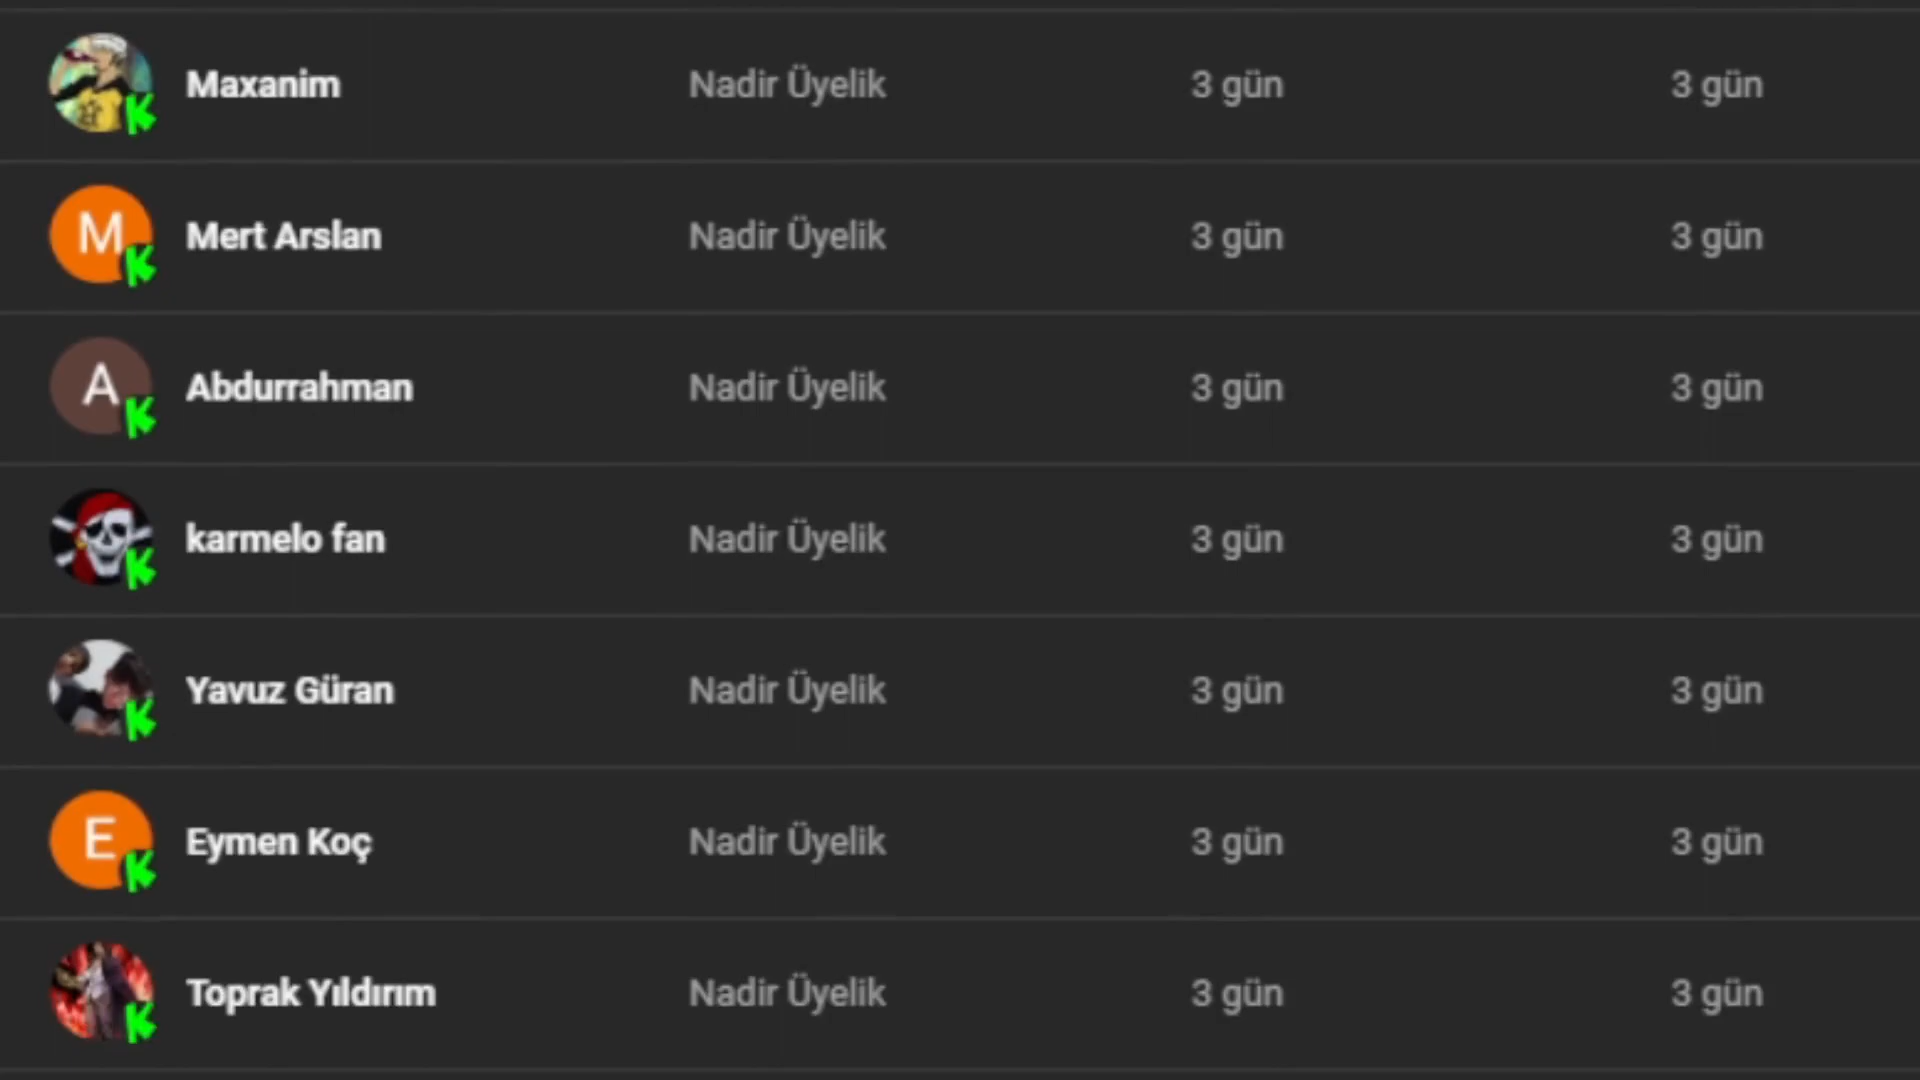 Maxanim Nadir Üyelik 3 gün 3 gün
M Mert Arslan Nadir Üyelik 3 gün 3 gün
A Abdurrahman Nadir Üyelik 3 gün 3 gün
karmelo fan Nadir Üyelik 3 gün 3 gün
Yavuz Güran Nadir Üyelik 3 gün 3 gün
E Eymen Koç Nadir Üyelik 3 gün 3 gün
Toprak Yıldırım Nadir Üyelik 3 gün 3 gün